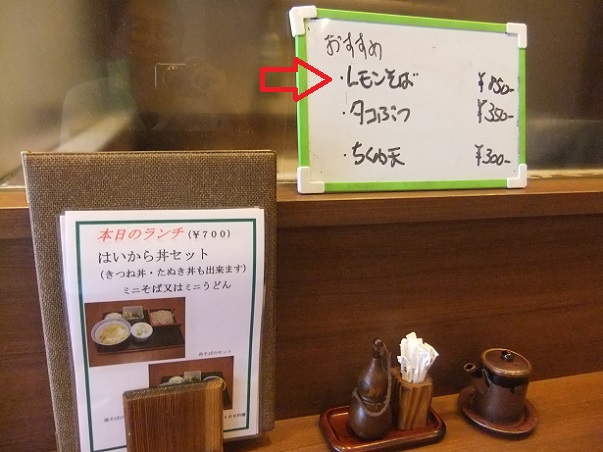 おすすめ
・レモンそば ¥850-
・タコぶつ ¥350-
・ちくわ天 ¥300-
本日のランチ(¥700)
はいから丼セット
(きつね丼・たぬき丼も出来ます)
ミニそば又はミニうどん